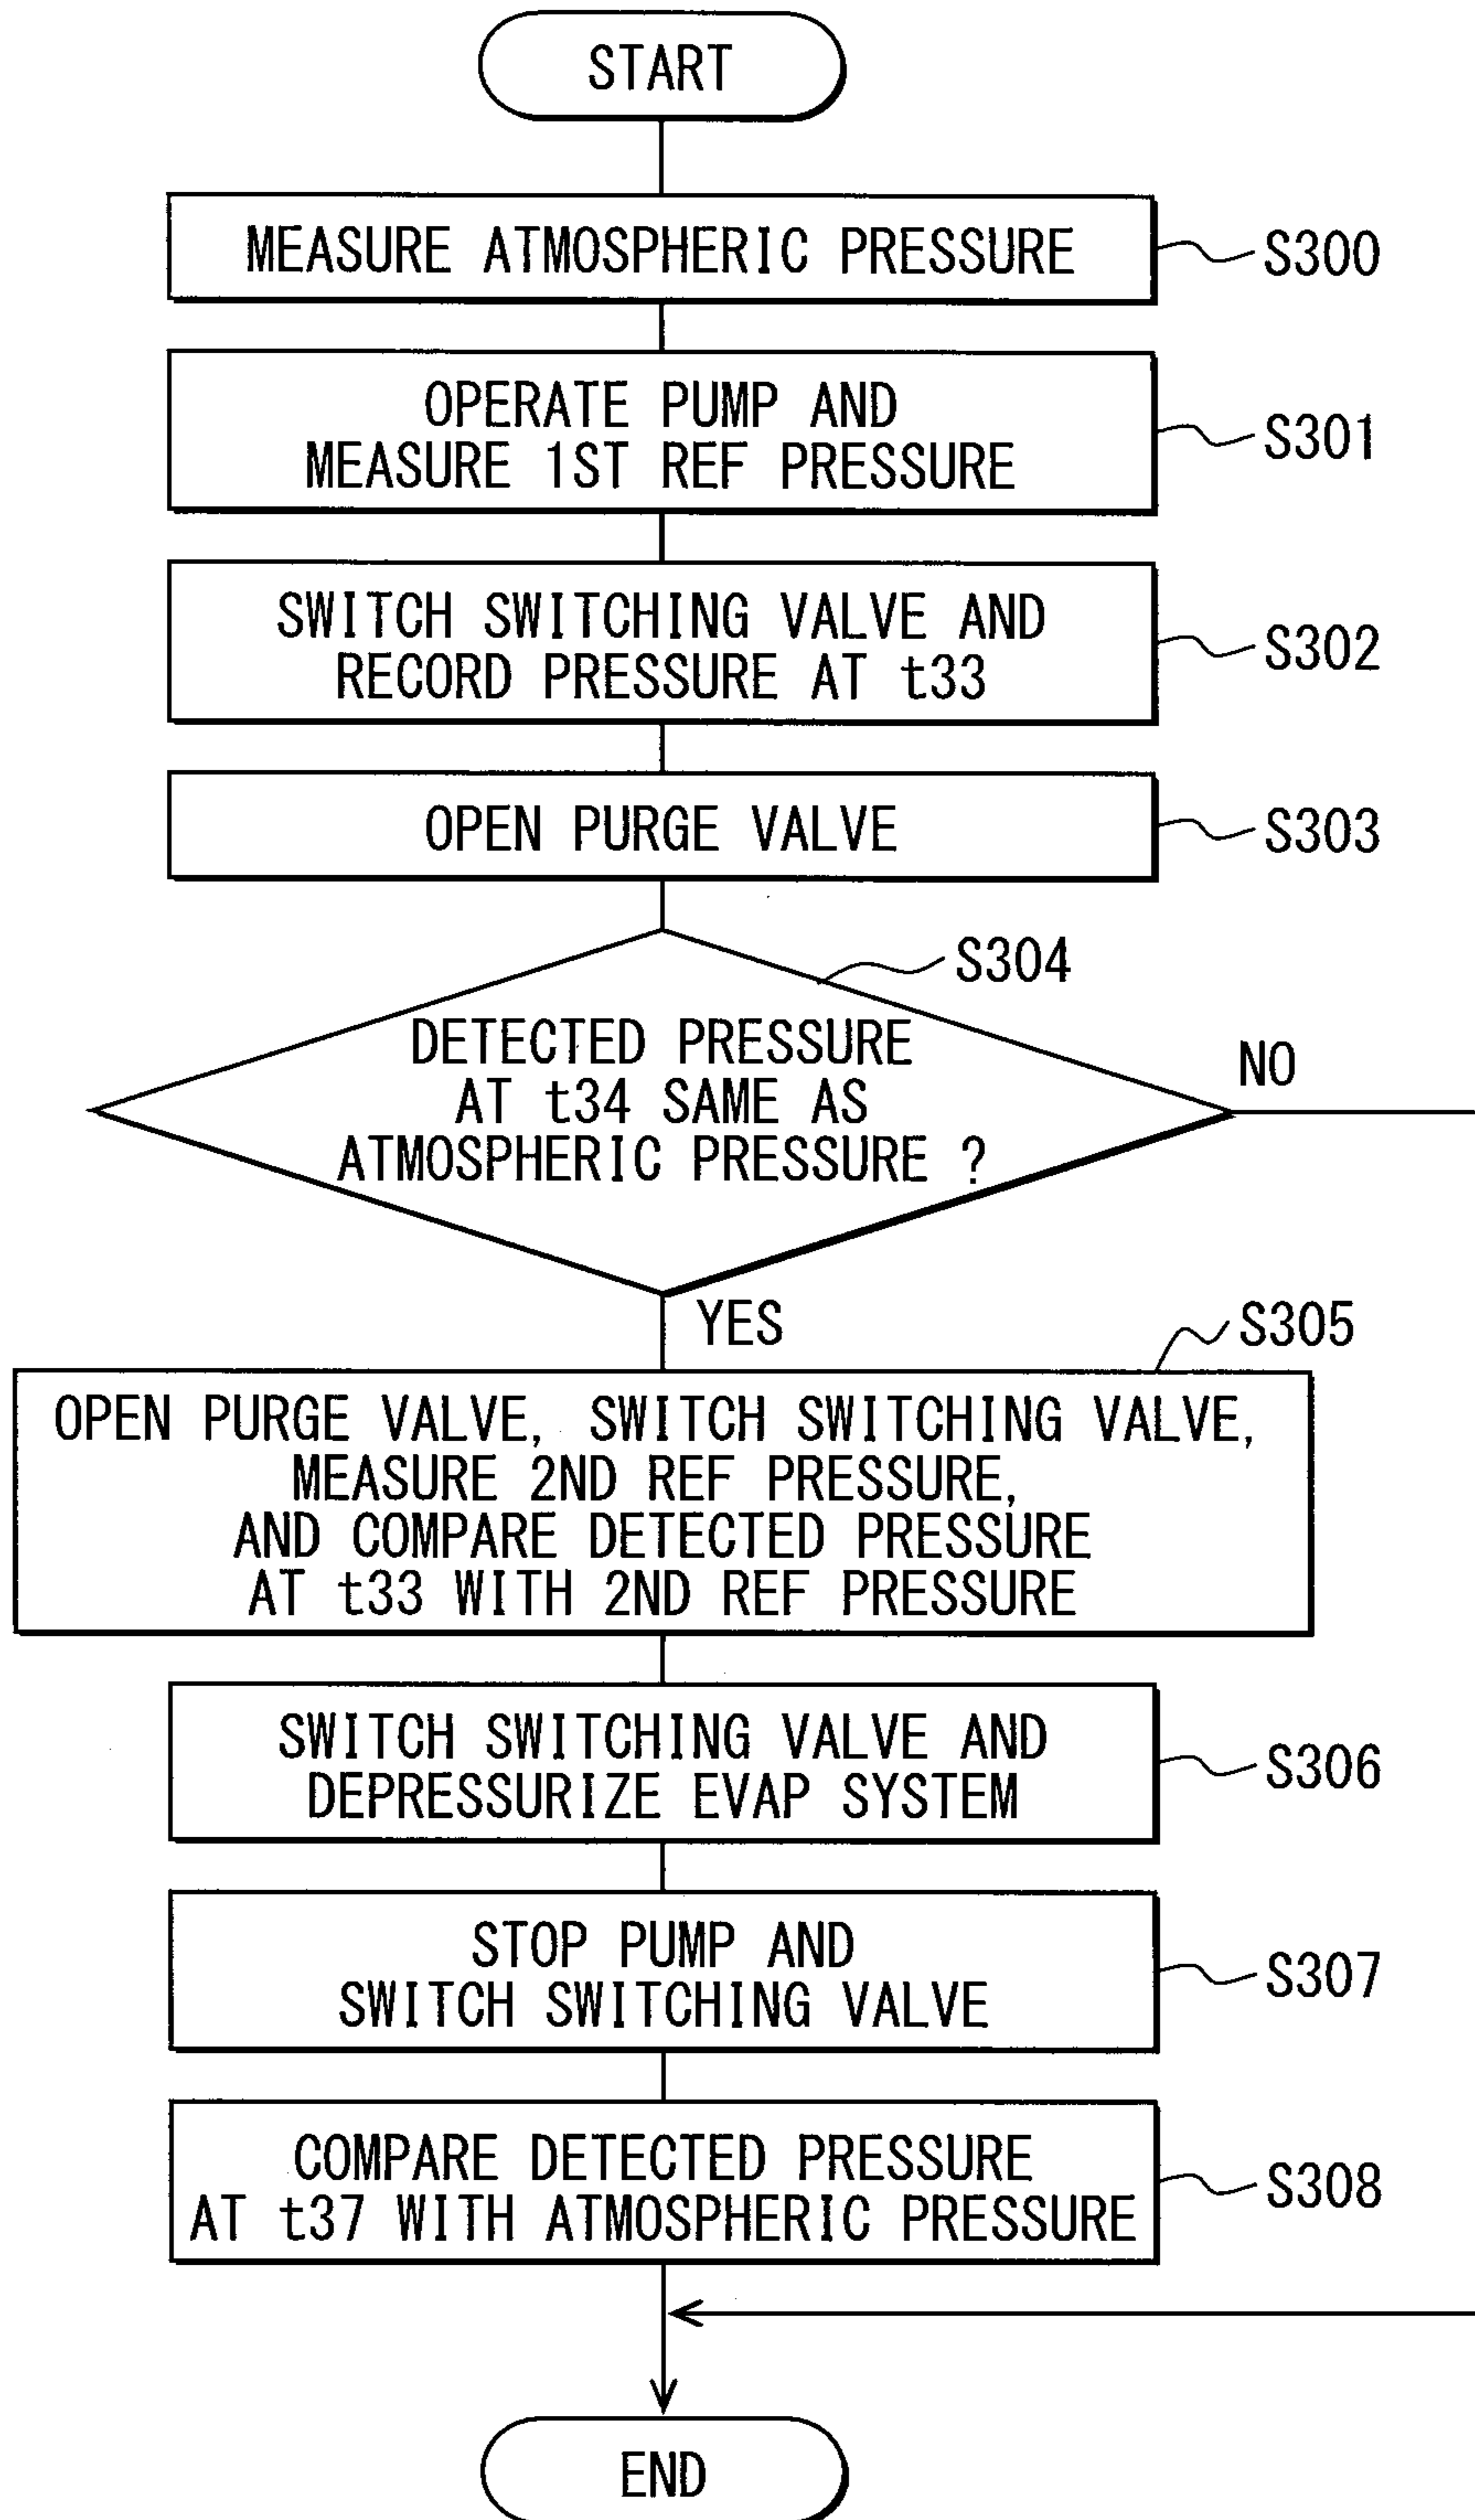 START
MEASURE ATMOSPHERIC PRESSURE
S300
OPERATE PUMP AND
MEASURE 1ST REF PRESSURE
S301
SWITCH SWITCHING VALVE AND
RECORD PRESSURE AT t33
S302
OPEN PURGE VALVE
S303
S304
DETECTED PRESSURE
AT t34 SAME AS
ATMOSPHERIC PRESSURE ?
NO
YES
S305
OPEN PURGE VALVE, SWITCH SWITCHING VALVE,
MEASURE 2ND REF PRESSURE,
AND COMPARE DETECTED PRESSURE
AT t33 WITH 2ND REF PRESSURE
SWITCH SWITCHING VALVE AND
DEPRESSURIZE EVAP SYSTEM
S306
STOP PUMP AND
SWITCH SWITCHING VALVE
S307
COMPARE DETECTED PRESSURE
AT t37 WITH ATMOSPHERIC PRESSURE
S308
END